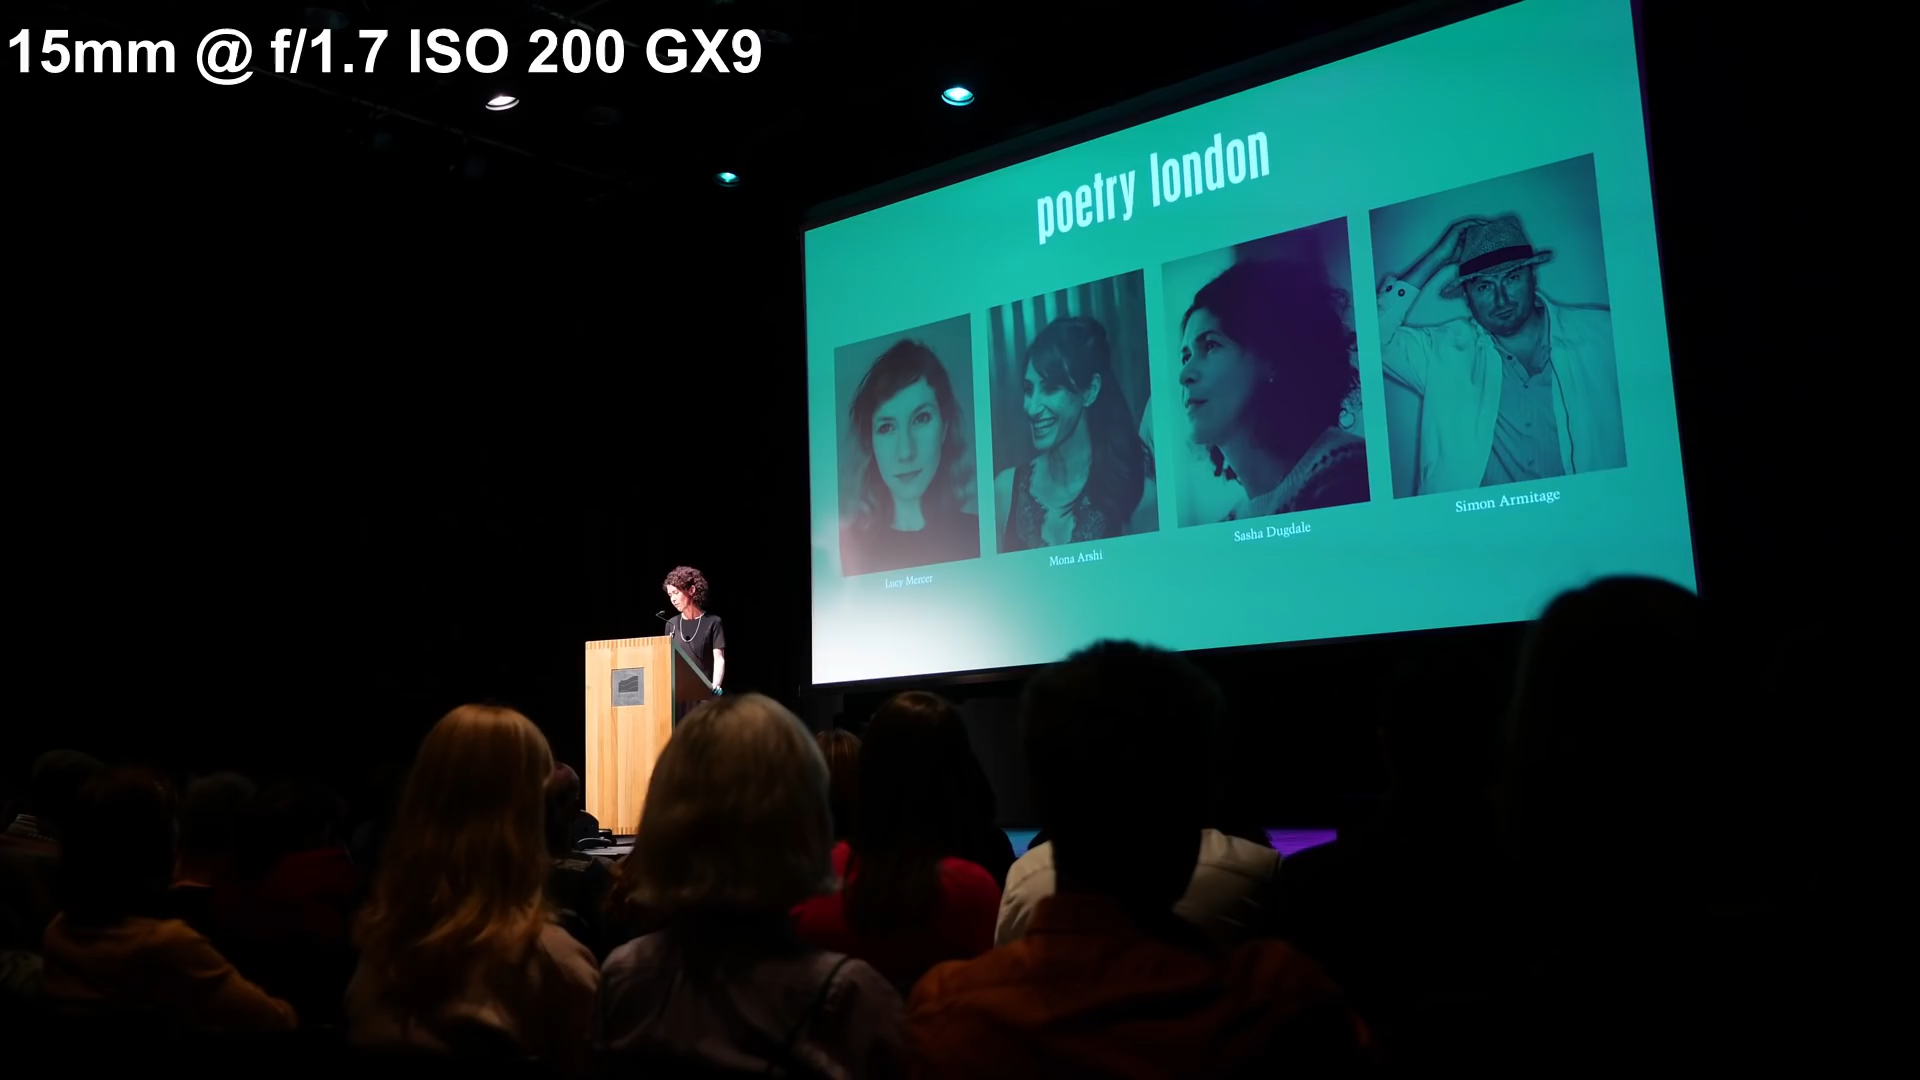 15mm @ f/1.7 ISO 200 GX9
poetry london
Lucy Mercer
Mona Arshi
Sasha Dugdale
Simon Armitage